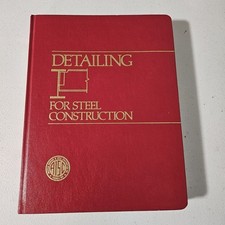 DETAILING
FOR STEEL
CONSTRUCTION